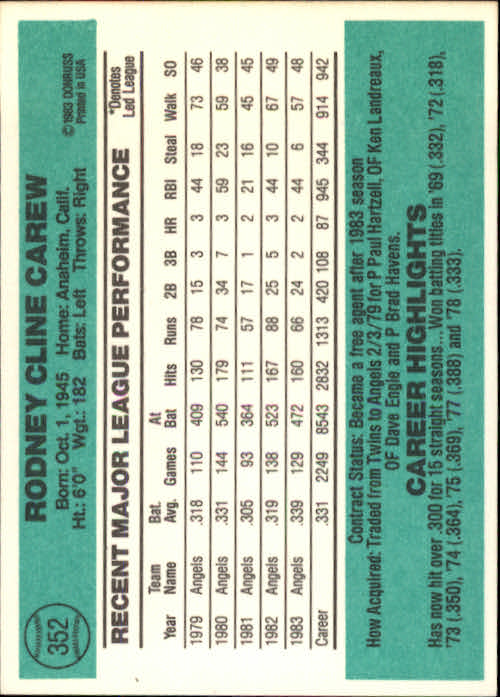 352
RODNEY CLINE CAREW
Born: Oct. 1, 1945 Home: Anaheim, Calif.
Ht.: 6'0" Wgt.: 182 Bats: Left Throws: Right
© 1983 DONRUSS
Printed in USA
RECENT MAJOR LEAGUE PERFORMANCE
*Denotes
Led League
Team Bat. At
Year Name Avg. Games Bat Hits Runs 2B 3B HR RBI Steal Walk SO
1979 Angels .318 110 409 130 78 15 3 3 44 18 73 46
1980 Angels .331 144 540 179 74 34 7 3 59 23 59 38
1981 Angels .305 93 364 111 57 17 1 2 21 16 45 45
1982 Angels .319 138 523 167 88 25 5 3 44 10 67 49
1983 Angels .339 129 472 160 66 24 2 2 44 6 57 48
Career .331 2249 8543 2832 1313 420 108 87 945 344 914 942
Contract Status: Became a free agent after 1983 season
How Acquired: Traded from Twins to Angels 2/3/79 for P Paul Hartzell, OF Ken Landreaux,
OF Dave Engle and P Brad Havens.
CAREER HIGHLIGHTS
Has now hit over .300 for 15 straight seasons... Won batting titles in '69 (.332), '72 (.318),
'73 (.350), '74 (.364), '75 (.369), '77 (.388) and '78 (.333).